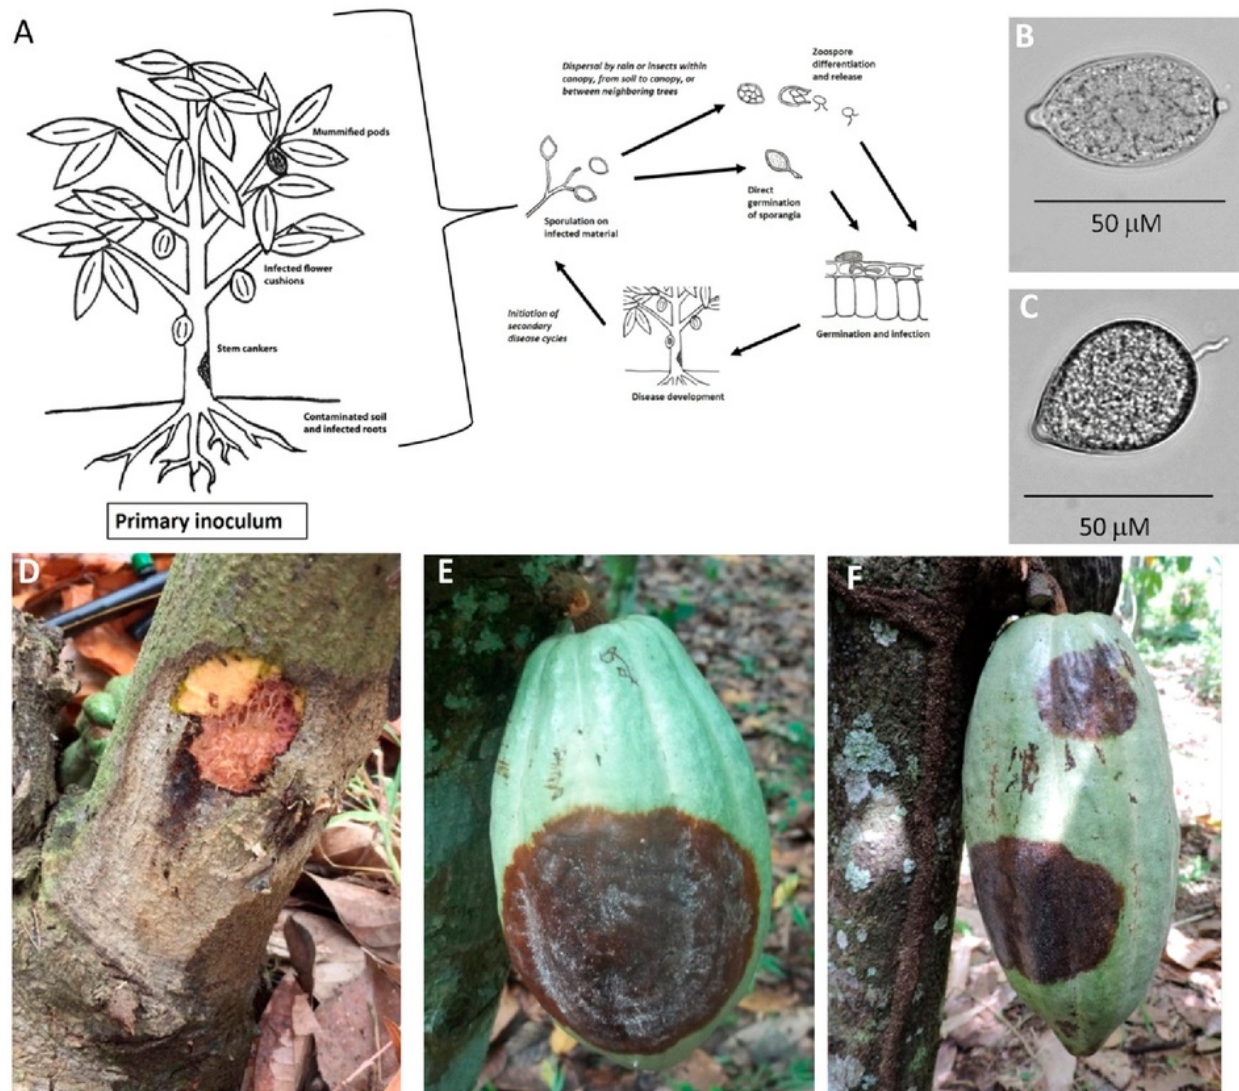 A
Mummified pods
Infected flower
cushions
Stem cankers
Contaminated soil
and infected roots
Primary inoculum
Dispersal by rain or insects within
canopy, from soil to canopy, or
between neighboring trees
Zoospore
differentiation
and release
Sporulation on
infected material
Direct
germination
of sporangia
Initiation of
secondary
disease cycles
Germination and infection
Disease development
B
50 μM
C
50 μM
D
E
F